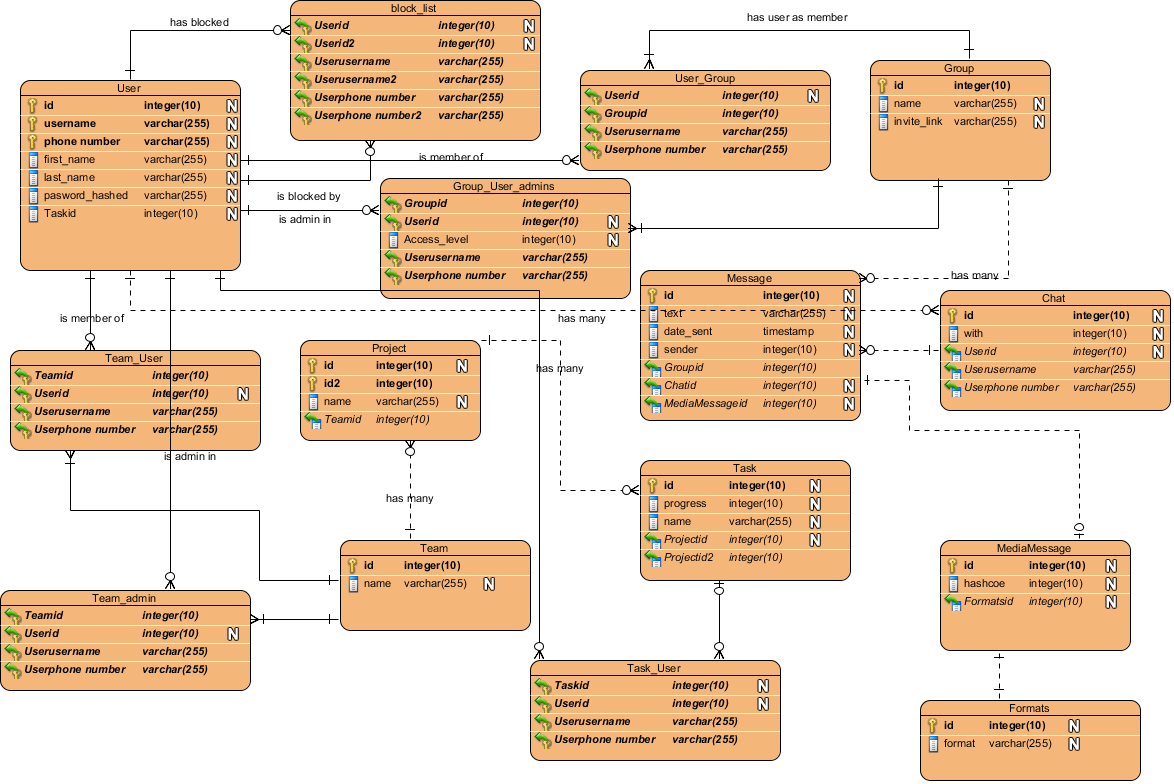 has blocked
block_list
Userid integer(10) N
Userid2 integer(10) N
Userusername varchar(255)
Userusername2 varchar(255)
Userphone number varchar(255)
Userphone number2 varchar(255)
has user as member
User_Group
Userid integer(10) N
Groupid integer(10)
Userusername varchar(255)
Userphone number varchar(255)
Group
id integer(10)
name varchar(255) N
invite_link varchar(255) N
User
id integer(10) N
username varchar(255) N
phone number varchar(255) N
first_name varchar(255) N
last_name varchar(255) N
pasword_hashed varchar(255) N
Taskid integer(10) N
is member of
is blocked by
is admin in
Group_User_admins
Groupid integer(10)
Userid integer(10) N
Access_level integer(10) N
Userusername varchar(255)
Userphone number varchar(255)
has many
Message
id integer(10) N
text varchar(255) N
date_sent timestamp N
sender integer(10) N
Groupid integer(10)
Chatid integer(10) N
MediaMessageid integer(10) N
Chat
id integer(10) N
with integer(10) N
Userid integer(10) N
Userusername varchar(255)
Userphone number varchar(255)
is member of
has many
Team_User
Teamid integer(10)
Userid integer(10) N
Userusername varchar(255)
Userphone number varchar(255)
is admin in
Project
id integer(10) N
id2 integer(10)
name varchar(255) N
Teamid integer(10)
has many
has many
Task
id integer(10) N
progress integer(10) N
name varchar(255) N
Projectid integer(10) N
Projectid2 integer(10)
Team
id integer(10)
name varchar(255) N
MediaMessage
id integer(10) N
hashcoe integer(10) N
Formatsid integer(10) N
Team_admin
Teamid integer(10)
Userid integer(10) N
Userusername varchar(255)
Userphone number varchar(255)
Task_User
Taskid integer(10) N
Userid integer(10) N
Userusername varchar(255)
Userphone number varchar(255)
Formats
id integer(10) N
format varchar(255) N